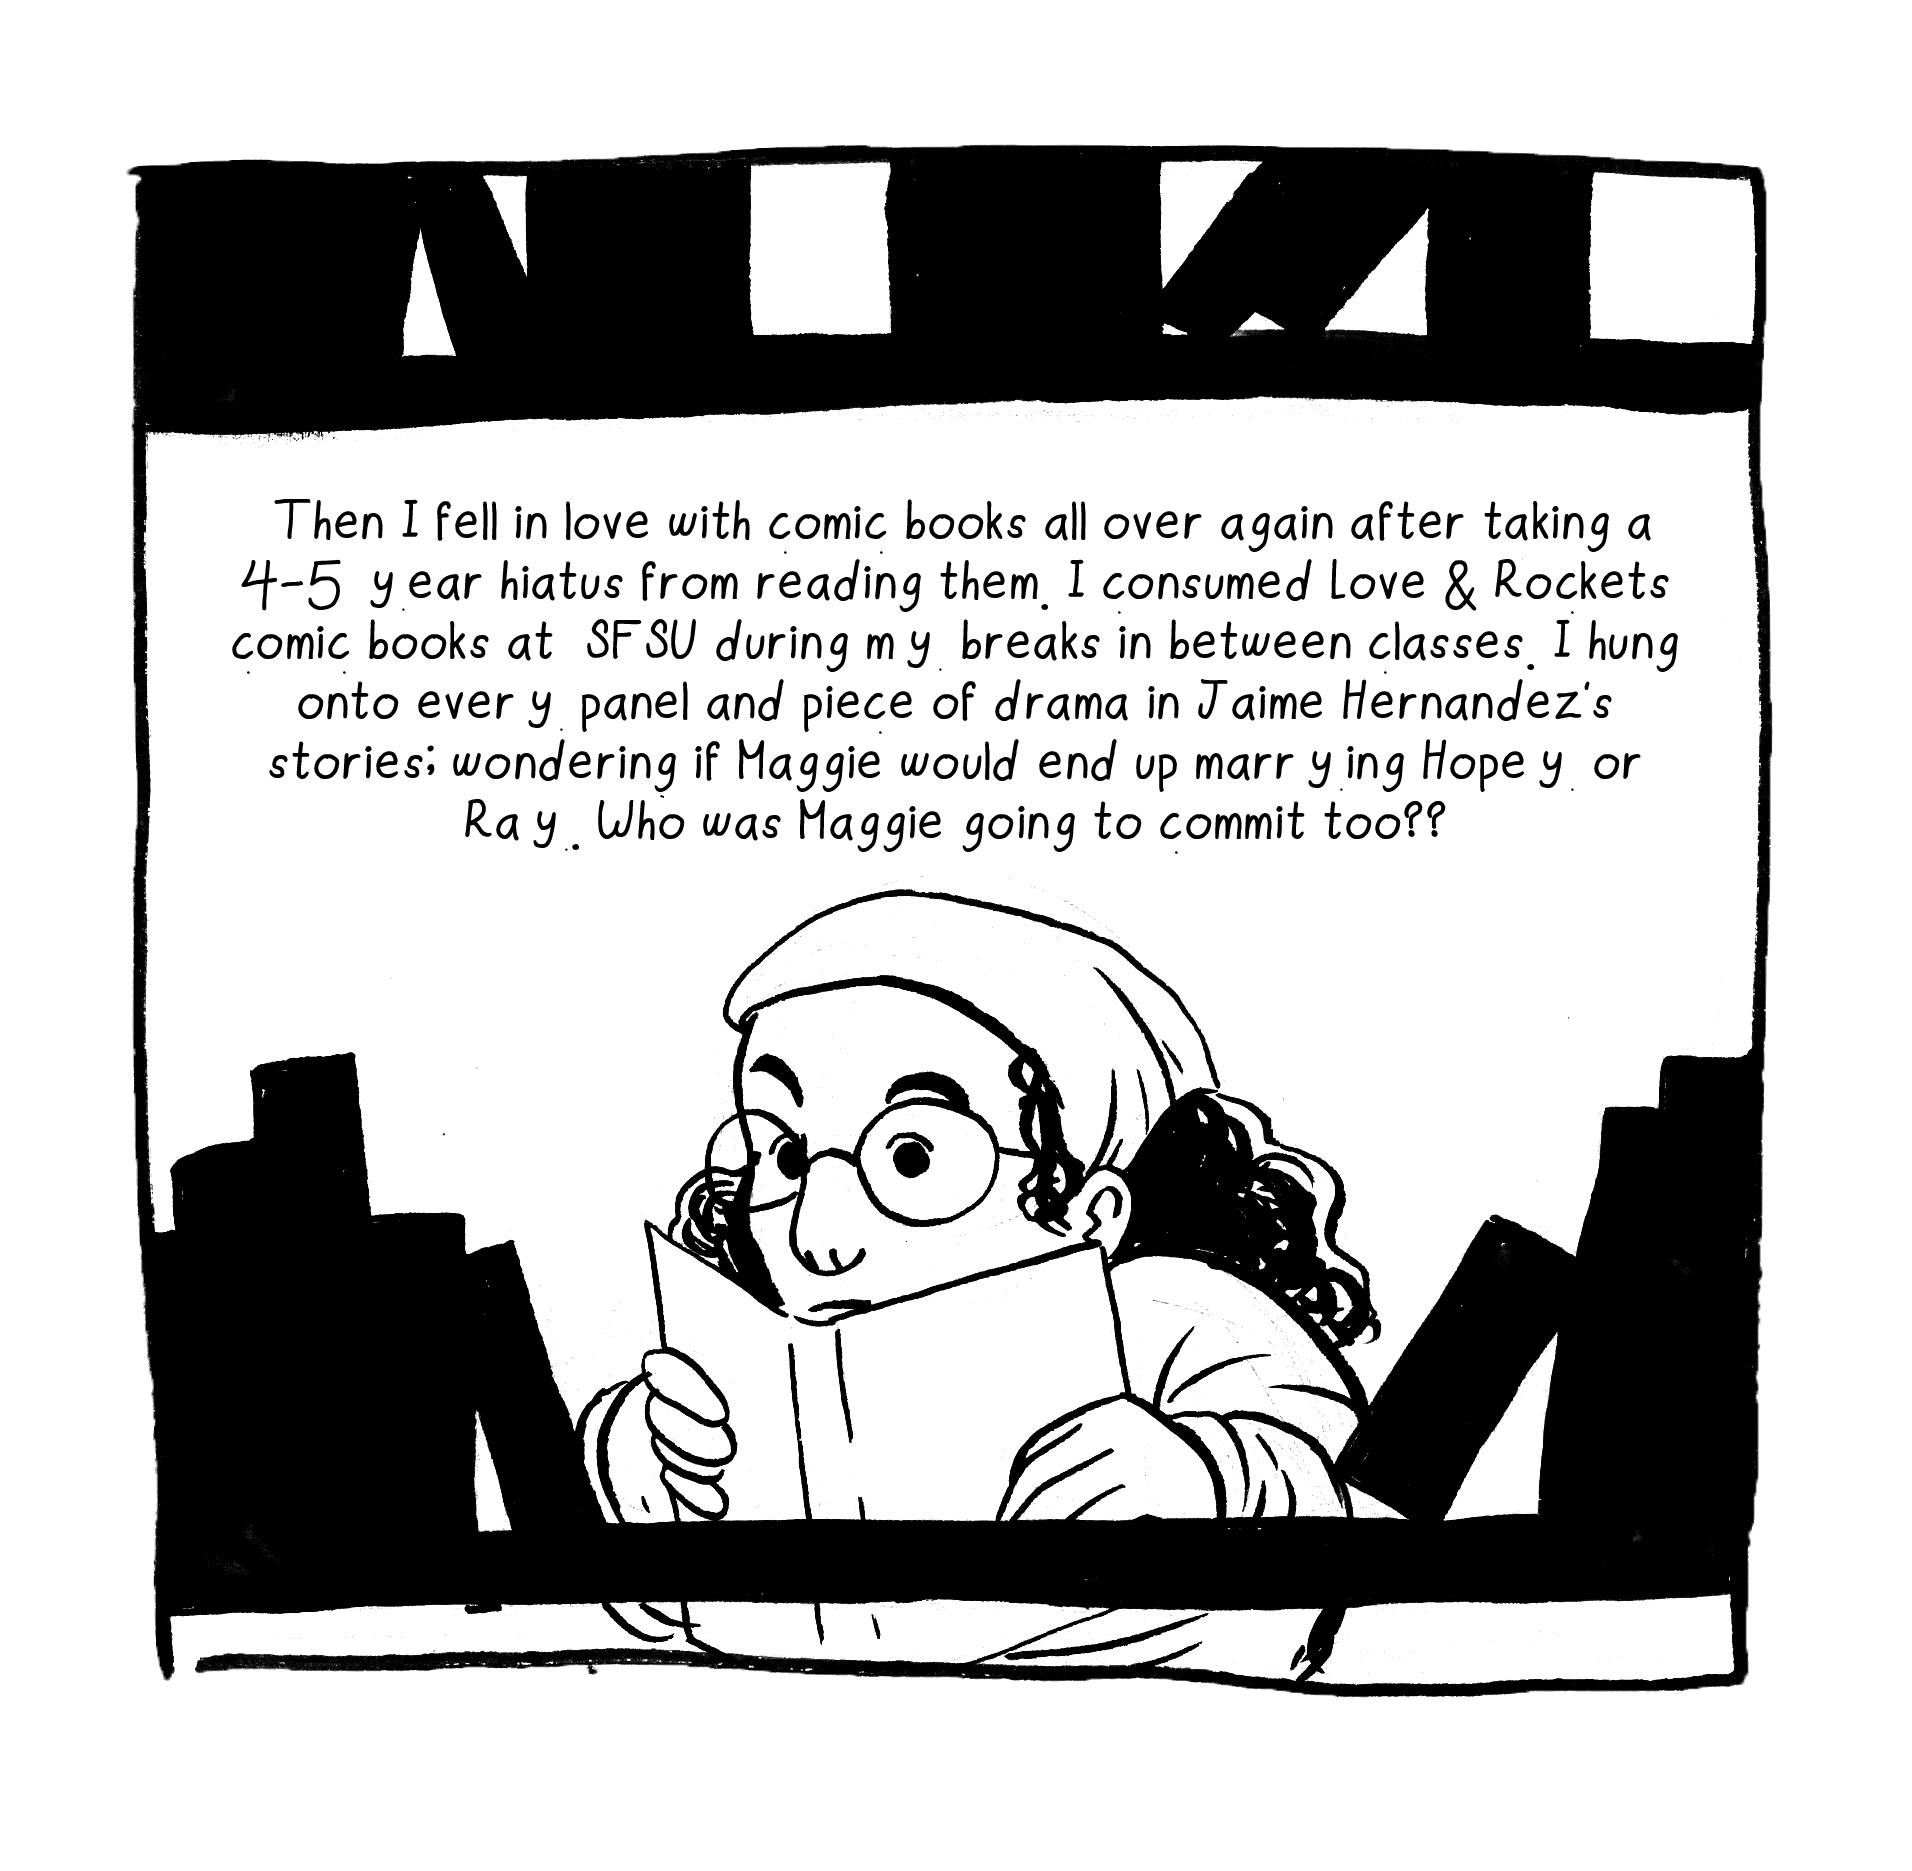 Then I fell in love with comic books all over again after taking a
4-5 year hiatus from reading them. I consumed Love & Rockets
comic books at SFSU during my breaks in between classes. I hung
onto every panel and piece of drama in Jaime Hernandez's
stories; wondering if Maggie would end up marrying Hopey or
Ray. Who was Maggie going to commit too??